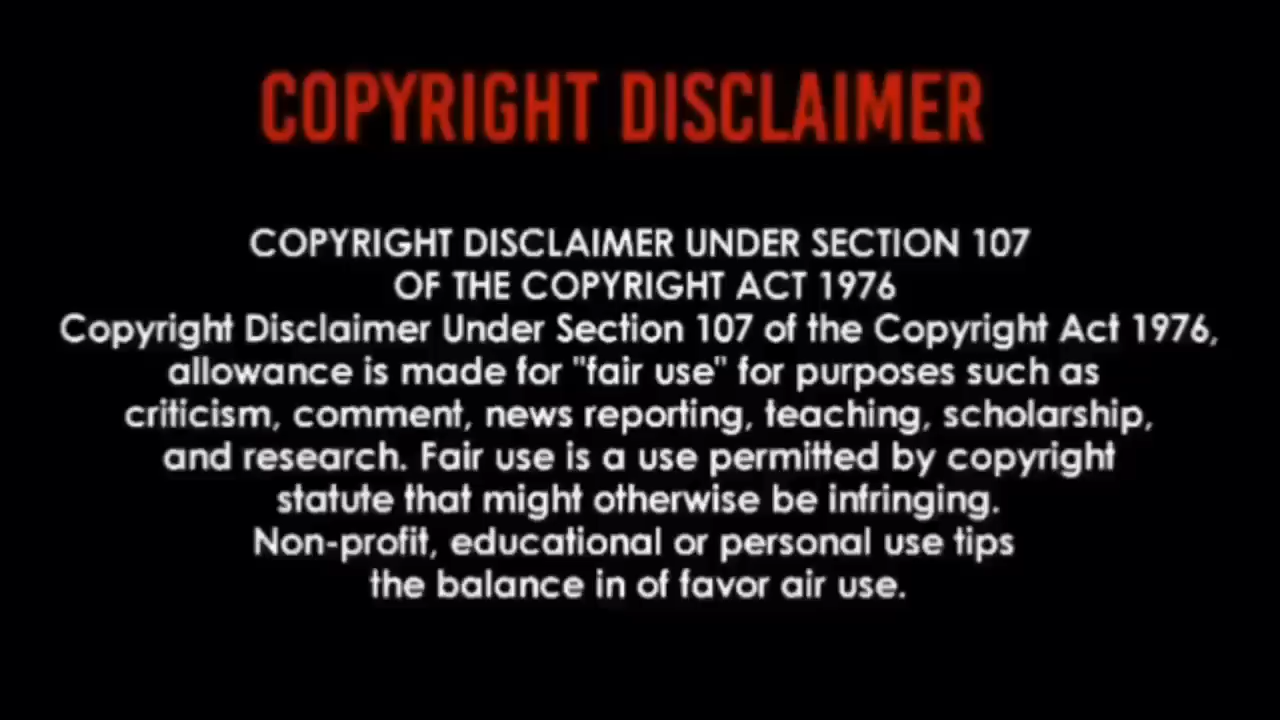 COPYRIGHT DISCLAIMER
COPYRIGHT DISCLAIMER UNDER SECTION 107
OF THE COPYRIGHT ACT 1976
Copyright Disclaimer Under Section 107 of the Copyright Act 1976,
allowance is made for "fair use" for purposes such as
criticism, comment, news reporting, teaching, scholarship,
and research. Fair use is a use permitted by copyright
statute that might otherwise be infringing.
Non-profit, educational or personal use tips
the balance in of favor air use.